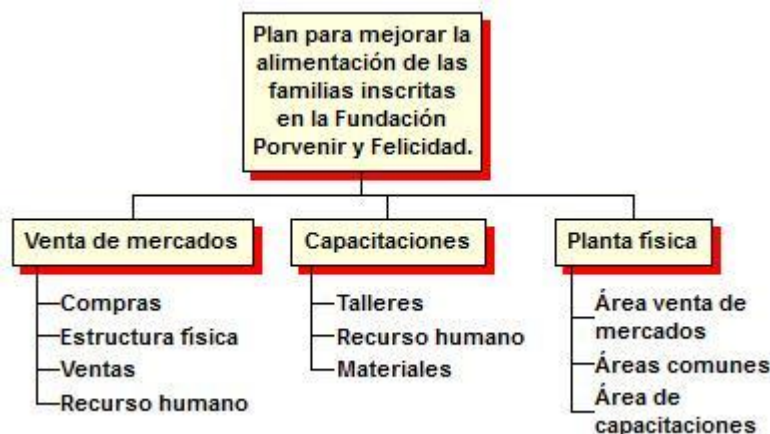 Plan para mejorar la
alimentación de las
familias inscritas
en la Fundación
Porvenir y Felicidad.
Venta de mercados
Compras
Estructura física
Ventas
Recurso humano
Capacitaciones
Talleres
Recurso humano
Materiales
Planta física
Área venta de
mercados
Áreas comunes
Área de
capacitaciones